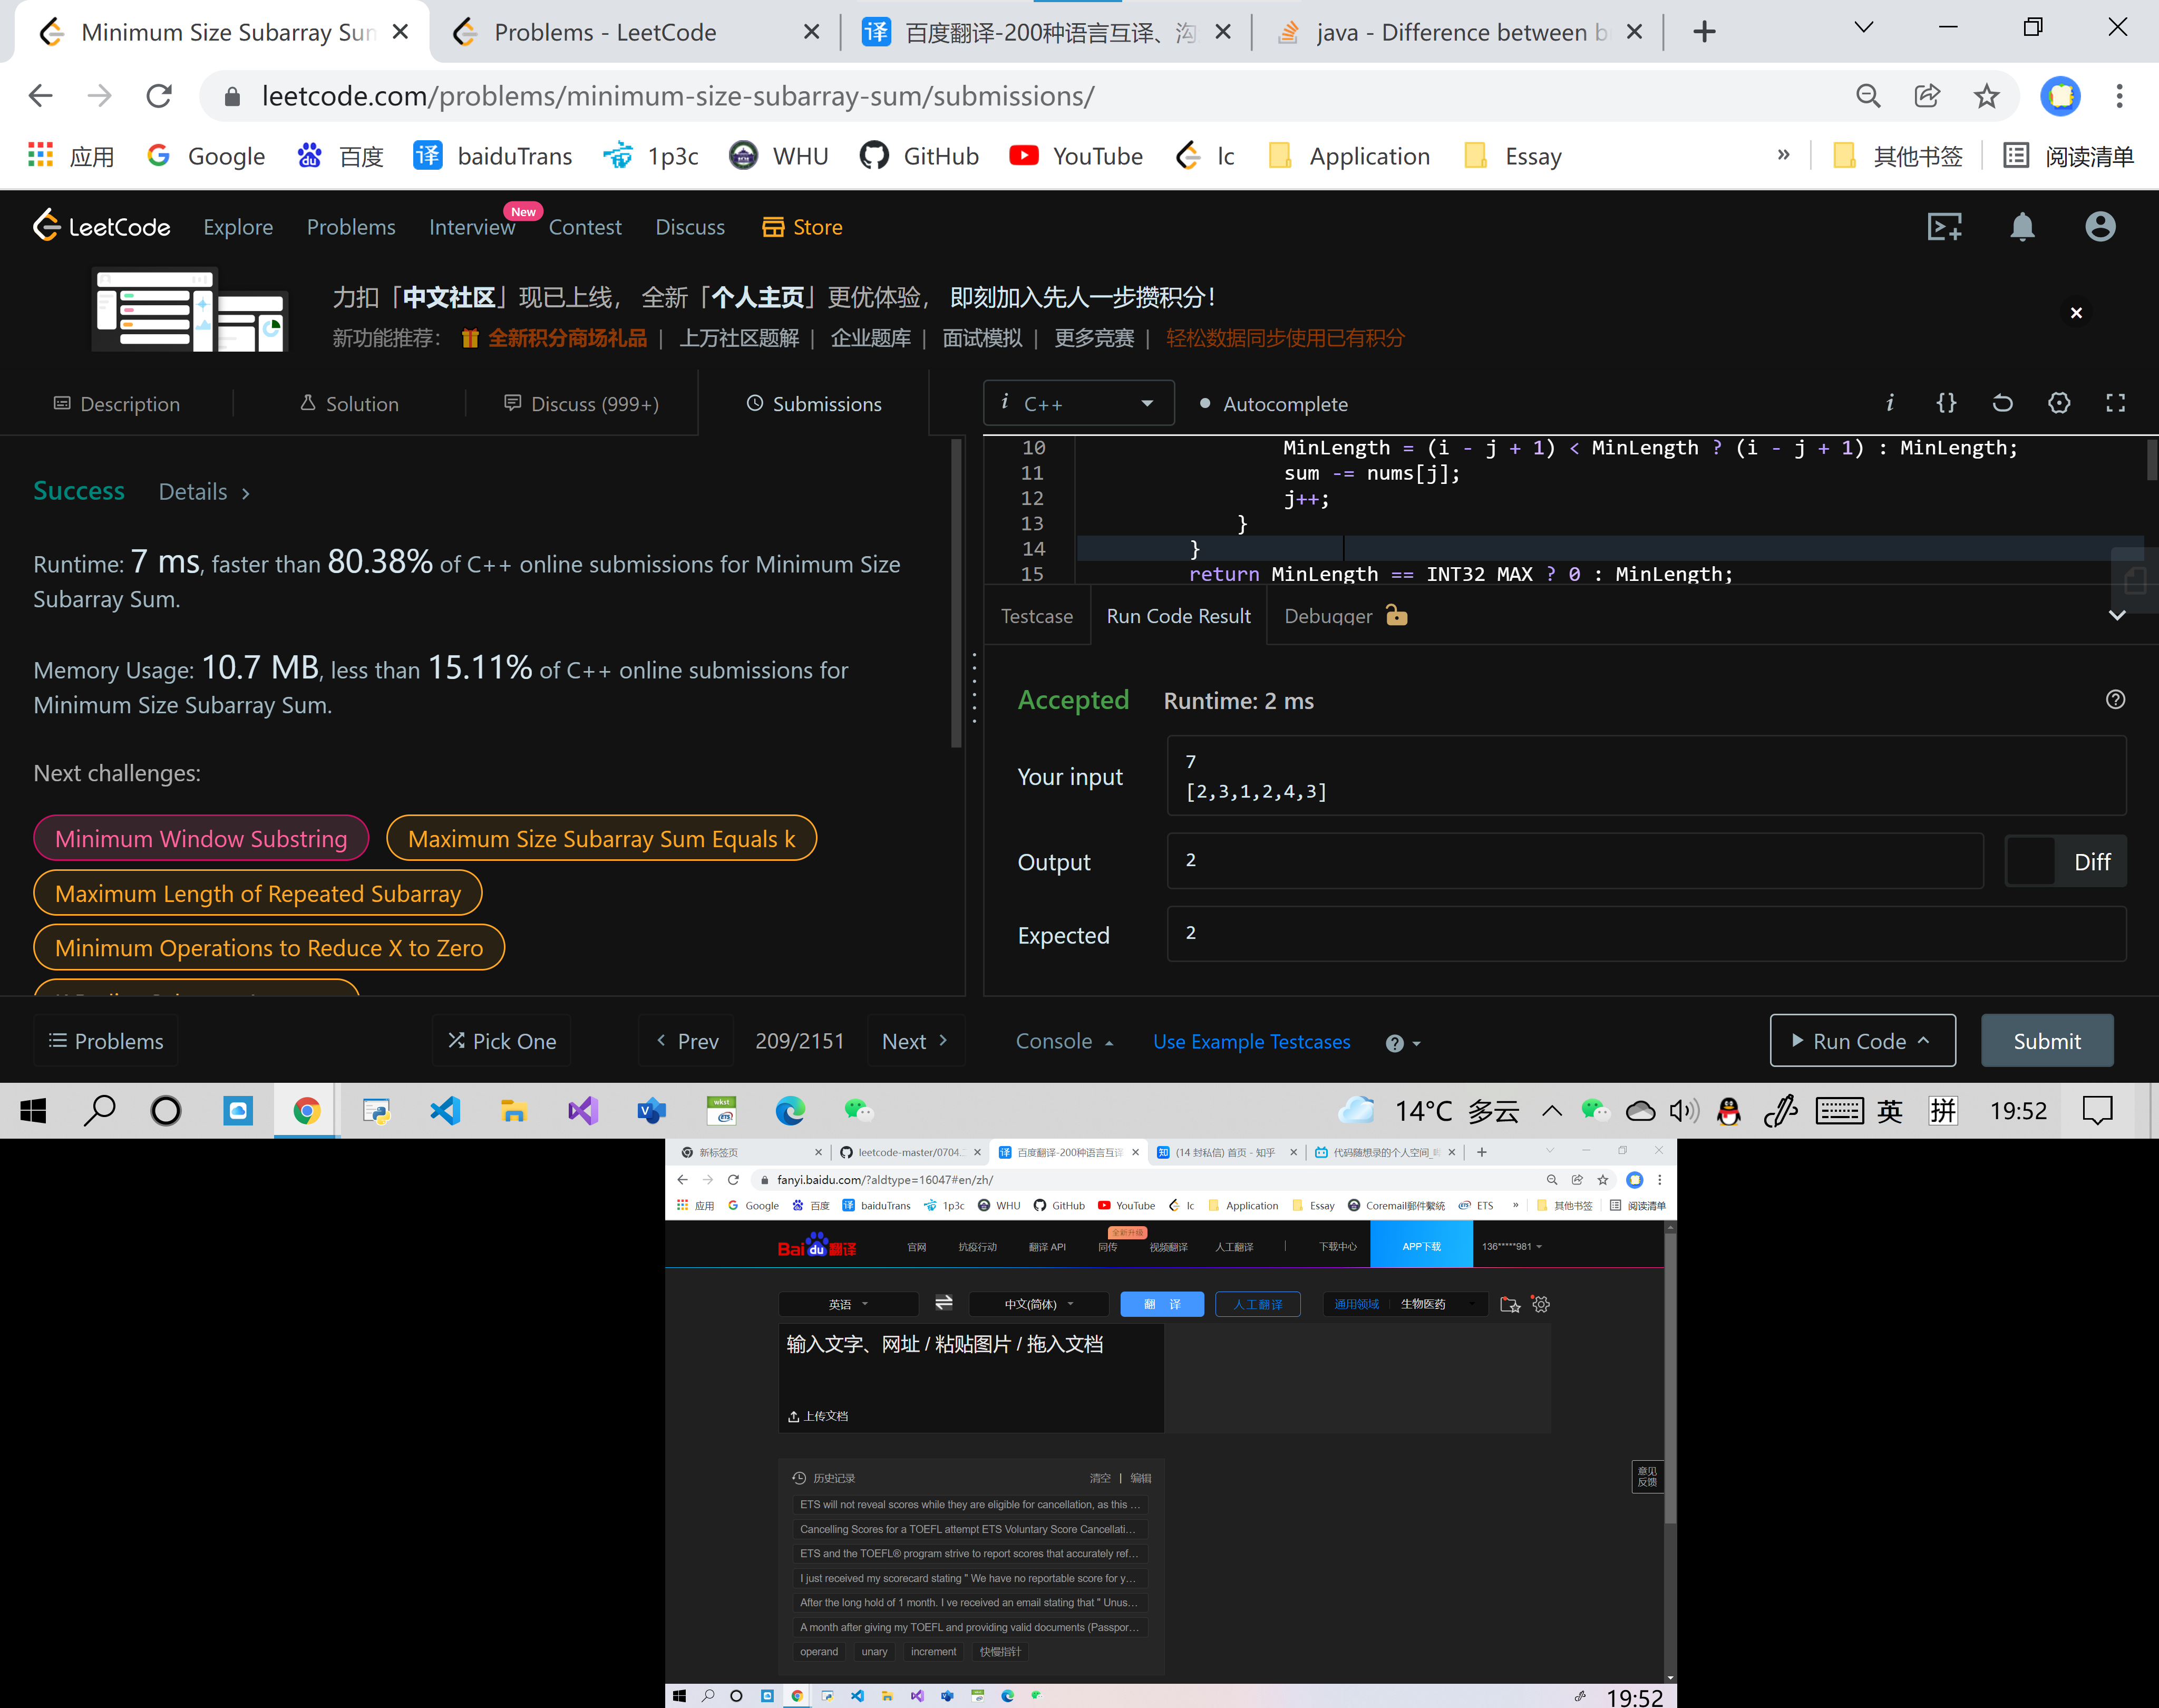 Minimum Size Subarray Sum
Problems - LeetCode
百度翻译-200种语言互译、沟
java - Difference between b
leetcode.com/problems/minimum-size-subarray-sum/submissions/
应用 Google 百度 baiduTrans 1p3c WHU GitHub YouTube lc Application Essay » 其他书签 阅读清单
LeetCode Explore Problems Interview New Contest Discuss Store
力扣「中文社区」现已上线， 全新「个人主页」更优体验， 即刻加入先人一步攒积分！
新功能推荐： 全新积分商场礼品 | 上万社区题解 | 企业题库 | 面试模拟 | 更多竞赛 | 轻松数据同步使用已有积分
Description Solution Discuss (999+) Submissions
i C++ Autocomplete
Success Details
Runtime: 7 ms, faster than 80.38% of C++ online submissions for Minimum Size
Subarray Sum.
Memory Usage: 10.7 MB, less than 15.11% of C++ online submissions for
Minimum Size Subarray Sum.
Next challenges:
Minimum Window Substring Maximum Size Subarray Sum Equals k
Maximum Length of Repeated Subarray
Minimum Operations to Reduce X to Zero
10 MinLength = (i - j + 1) < MinLength ? (i - j + 1) : MinLength;
11 sum -= nums[j];
12 j++;
13 }
14 }
15 return MinLength == INT32_MAX ? 0 : MinLength;
Testcase Run Code Result Debugger
Accepted Runtime: 2 ms
Your input
7
[2,3,1,2,4,3]
Output 2 Diff
Expected 2
Problems Pick One Prev 209/2151 Next Console Use Example Testcases Run Code Submit
14°C 多云 英 拼 19:52
新标签页
leetcode-master/0704.
百度翻译-200种语言互译
(14 封私信) 首页 - 知乎
代码随想录的个人空间_
fanyi.baidu.com/?aldtype=16047#en/zh/
应用 Google 百度 baiduTrans 1p3c WHU GitHub YouTube lc Application Essay Coremail郵件繫統 ETS » 其他书签 阅读清单
Bai du 翻译 官网 抗疫行动 翻译 API 同传 全新升级 视频翻译 人工翻译 | 下载中心 APP下载 136*****981
英语 中文(简体) 翻 译 人工翻译 通用领域 生物医药
输入文字、网址 / 粘贴图片 / 拖入文档
上传文档
历史记录 清空 | 编辑
ETS will not reveal scores while they are eligible for cancellation, as this ...
Cancelling Scores for a TOEFL attempt ETS Voluntary Score Cancellati...
ETS and the TOEFL® program strive to report scores that accurately ref...
I just received my scorecard stating " We have no reportable score for y...
After the long hold of 1 month. I ve received an email stating that " Unus...
A month after giving my TOEFL and providing valid documents (Passpor...
operand unary increment 快慢指针
意见
反馈
19:52